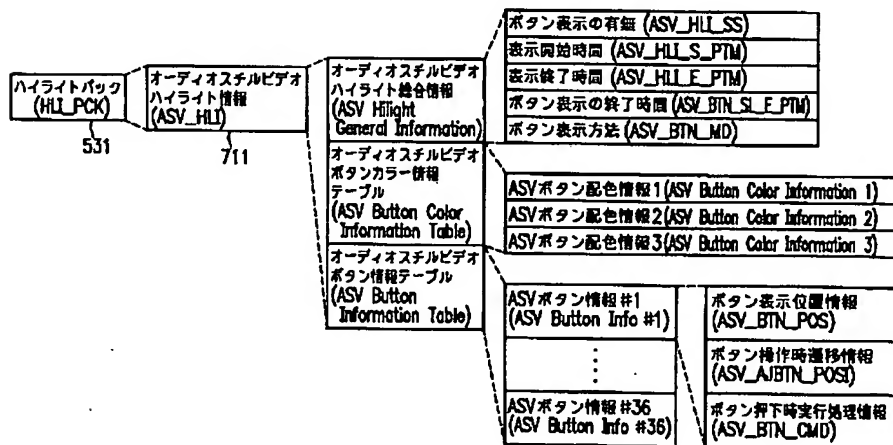 ハイライトパック
(HLI_PCK)
531
オーディオスチルビデオ
ハイライト情報
(ASV_HLI)
711
オーディオスチルビデオ
ハイライト総合情報
(ASV Hilight
General Information)
オーディオスチルビデオ
ボタンカラー情報
テーブル
(ASV Button Color
Information Table)
オーディオスチルビデオ
ボタン情報テーブル
(ASV Button
Information Table)
ボタン表示の有無 (ASV_HLI_SS)
表示開始時間 (ASV_HLI_S_PTM)
表示終了時間 (ASV_HLI_E_PTM)
ボタン表示の終了時間 (ASV_BTN_SL_E_PTM)
ボタン表示方法 (ASV_BTN_MD)
ASVボタン配色情報1(ASV Button Color Information 1)
ASVボタン配色情報2(ASV Button Color Information 2)
ASVボタン配色情報3(ASV Button Color Information 3)
ASVボタン情報#1
(ASV Button Info #1)
ASVボタン情報#36
(ASV Button Info #36)
ボタン表示位置情報
(ASV_BTN_POS)
ボタン操作時遷移情報
(ASV_AJBTN_POSI)
ボタン押下時実行処理情報
(ASV_BTN_CMD)